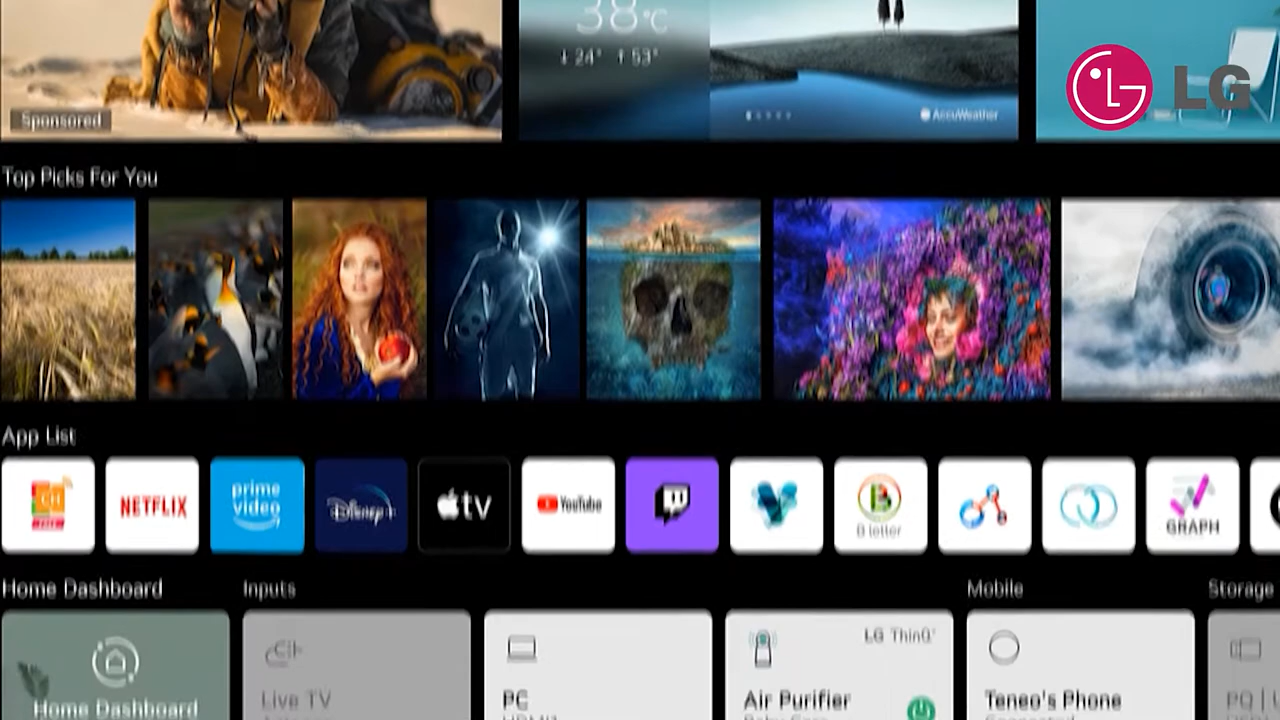 38°C
↓ 24° ↑ 53°
Sponsored
AccuWeather
LG
Top Picks For You
App List
CH
NETFLIX
prime video
Disney+
tv
YouTube
B letter
GRAPH
Home Dashboard
Inputs
Mobile
Storage
LG ThinQ
Live TV
PC
Air Purifier
Teneo's Phone
Home Dashboard